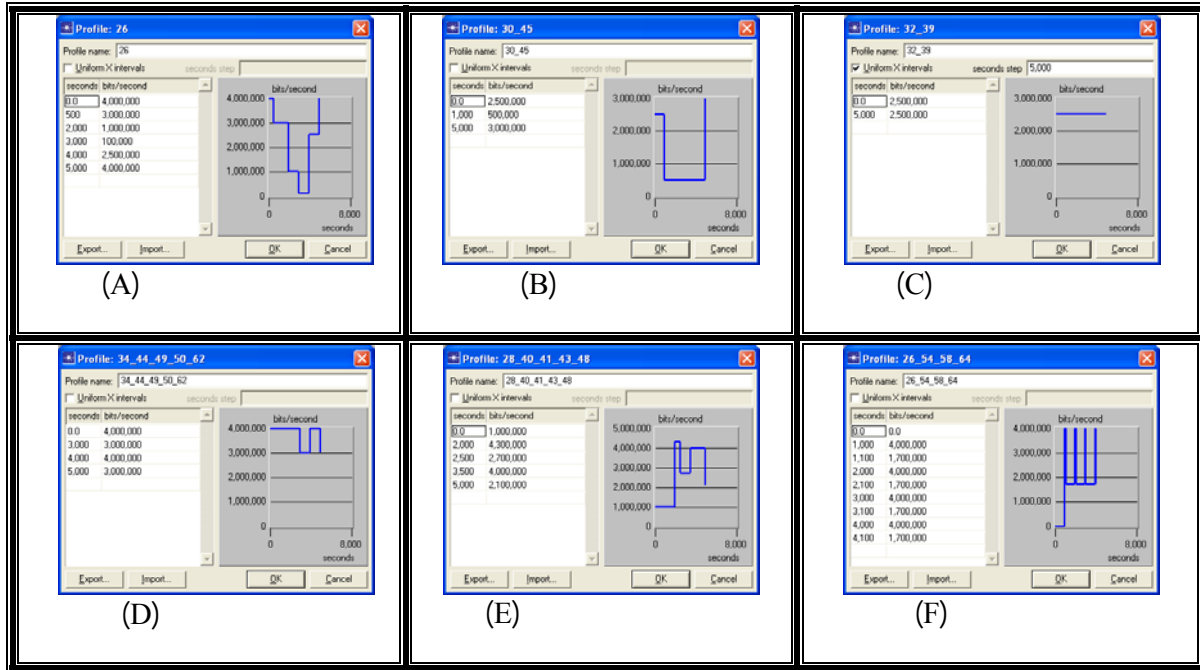 Profile: 26
Profile name: 26
Uniform X intervals seconds step
seconds bits/second
0.0 4,000,000
500 3,000,000
2,000 1,000,000
3,000 100,000
4,000 2,500,000
5,000 4,000,000
bits/second
4,000,000
3,000,000
2,000,000
1,000,000
0
0 8,000
seconds
Export... Import... OK Cancel
(A)
Profile: 30_45
Profile name: 30_45
Uniform X intervals seconds step
seconds bits/second
0.0 2,500,000
1,000 500,000
5,000 3,000,000
bits/second
3,000,000
2,000,000
1,000,000
0
0 8,000
seconds
Export... Import... OK Cancel
(B)
Profile: 32_39
Profile name: 32_39
Uniform X intervals seconds step 5,000
seconds bits/second
0.0 2,500,000
5,000 2,500,000
bits/second
3,000,000
2,000,000
1,000,000
0
0 8,000
seconds
Export... Import... OK Cancel
(C)
Profile: 34_44_49_50_62
Profile name: 34_44_49_50_62
Uniform X intervals seconds step
seconds bits/second
0.0 4,000,000
3,000 3,000,000
4,000 4,000,000
5,000 3,000,000
bits/second
4,000,000
3,000,000
2,000,000
1,000,000
0
0 8,000
seconds
Export... Import... OK Cancel
(D)
Profile: 28_40_41_43_48
Profile name: 28_40_41_43_48
Uniform X intervals seconds step
seconds bits/second
0.0 1,000,000
2,000 4,300,000
2,500 2,700,000
3,500 4,000,000
5,000 2,100,000
bits/second
5,000,000
4,000,000
3,000,000
2,000,000
1,000,000
0
0 8,000
seconds
Export... Import... OK Cancel
(E)
Profile: 26_54_58_64
Profile name: 26_54_58_64
Uniform X intervals seconds step
seconds bits/second
0.0 0.0
1,000 4,000,000
1,100 1,700,000
2,000 4,000,000
2,100 1,700,000
3,000 4,000,000
3,100 1,700,000
4,000 4,000,000
4,100 1,700,000
bits/second
4,000,000
3,000,000
2,000,000
1,000,000
0
0 8,000
seconds
Export... Import... OK Cancel
(F)